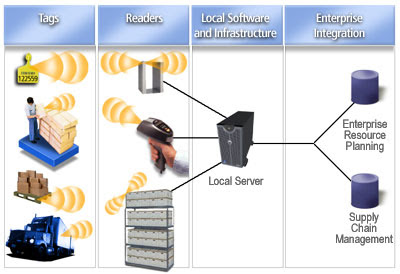 Tags
Readers
Local Software
and Infrastructure
Enterprise
Integration
122559
Local Server
Enterprise
Resource
Planning
Supply
Chain
Management